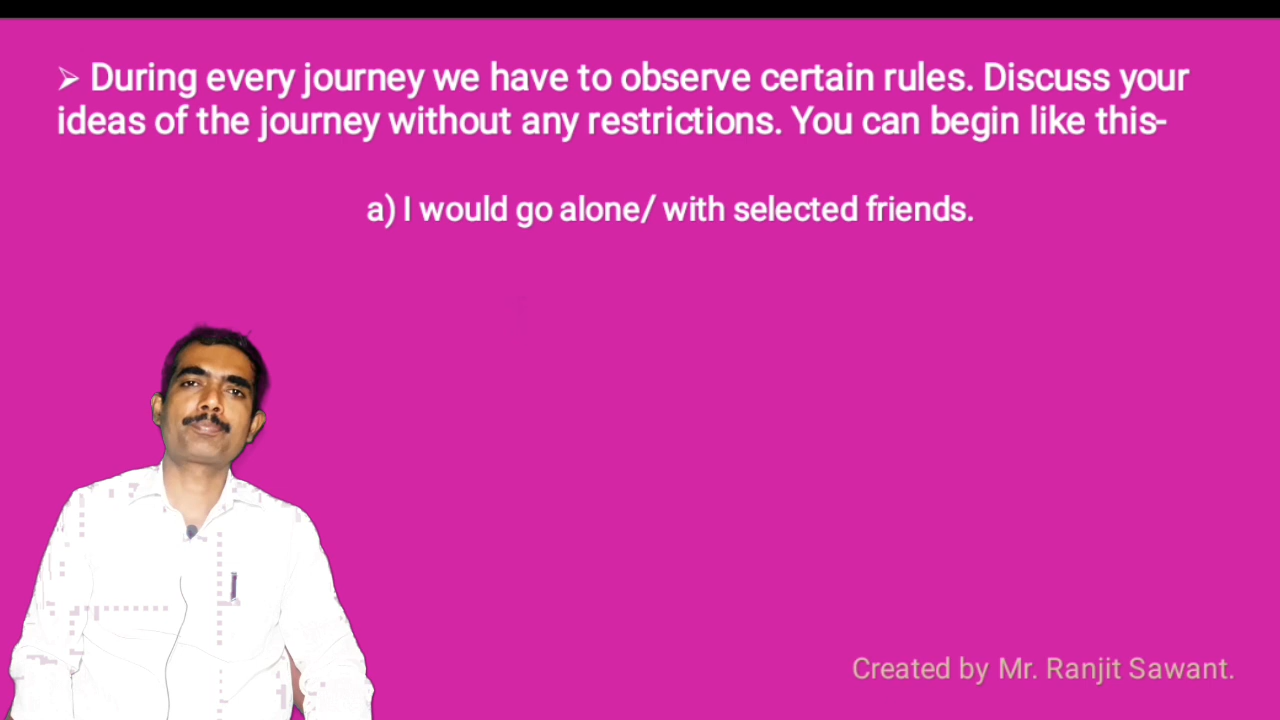 ➢ During every journey we have to observe certain rules. Discuss your
ideas of the journey without any restrictions. You can begin like this-
a) I would go alone/ with selected friends.
Created by Mr. Ranjit Sawant.